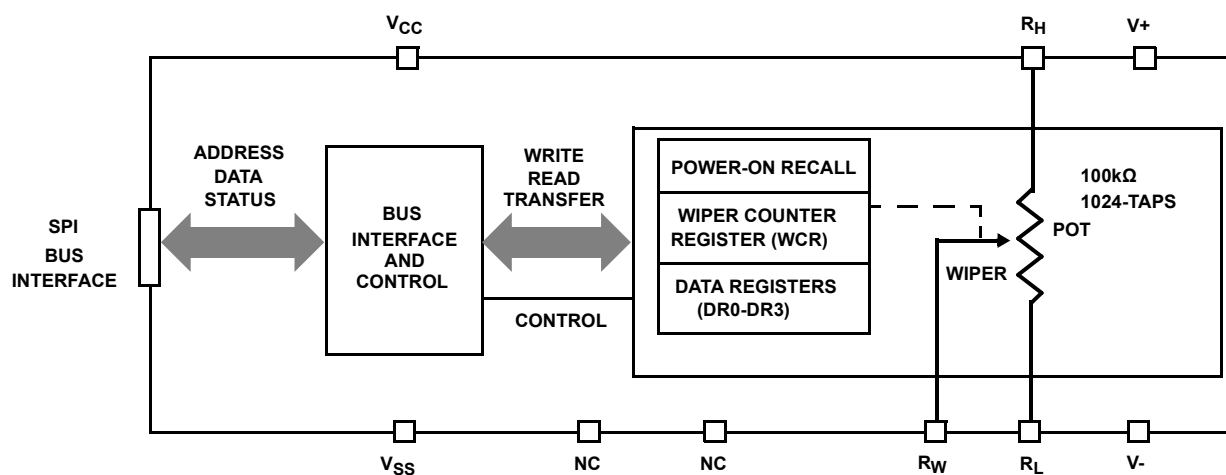 VCC
RH
V+
ADDRESS
DATA
STATUS
SPI
BUS
INTERFACE
BUS
INTERFACE
AND
CONTROL
WRITE
READ
TRANSFER
CONTROL
POWER-ON RECALL
WIPER COUNTER
REGISTER (WCR)
DATA REGISTERS
(DR0-DR3)
100kΩ
1024-TAPS
POT
WIPER
VSS
NC
NC
RW
RL
V-